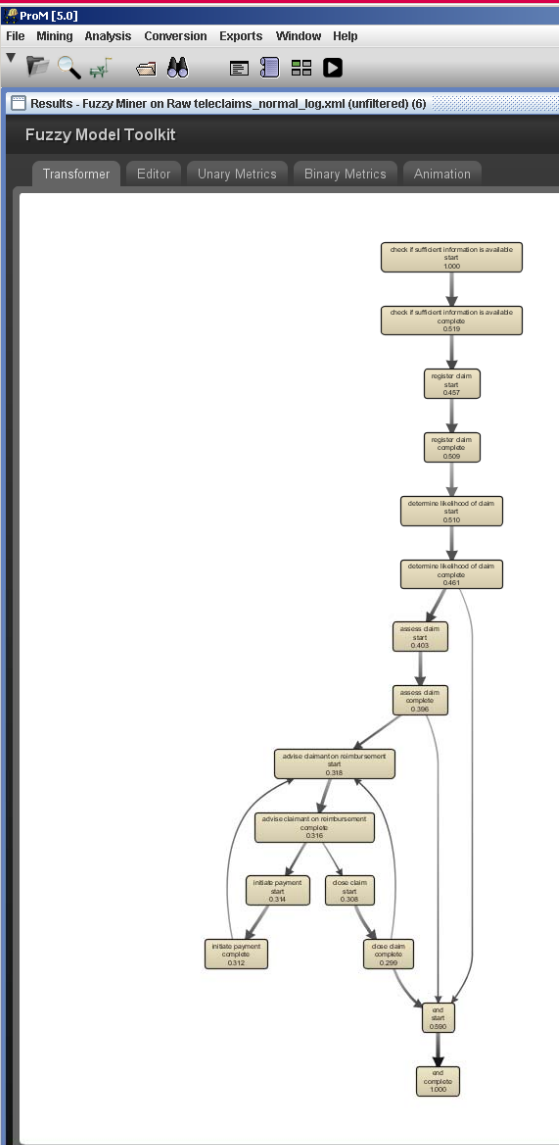 ProM [5.0]
File Mining Analysis Conversion Exports Window Help
Results - Fuzzy Miner on Raw teleclaims_normal_log.xml (unfiltered) (6)
Fuzzy Model Toolkit
Transformer Editor Unary Metrics Binary Metrics Animation
check if sufficient information is available
start
1.000
check if sufficient information is available
complete
0.519
register claim
start
0.457
register claim
complete
0.509
determine likelihood of claim
start
0.510
determine likelihood of claim
complete
0.461
assess claim
start
0.403
assess claim
complete
0.396
advise claimant on reimbursement
start
0.318
advise claimant on reimbursement
complete
0.316
initiate payment
start
0.314
close claim
start
0.308
initiate payment
complete
0.312
close claim
complete
0.299
end
start
0.590
end
complete
1.000